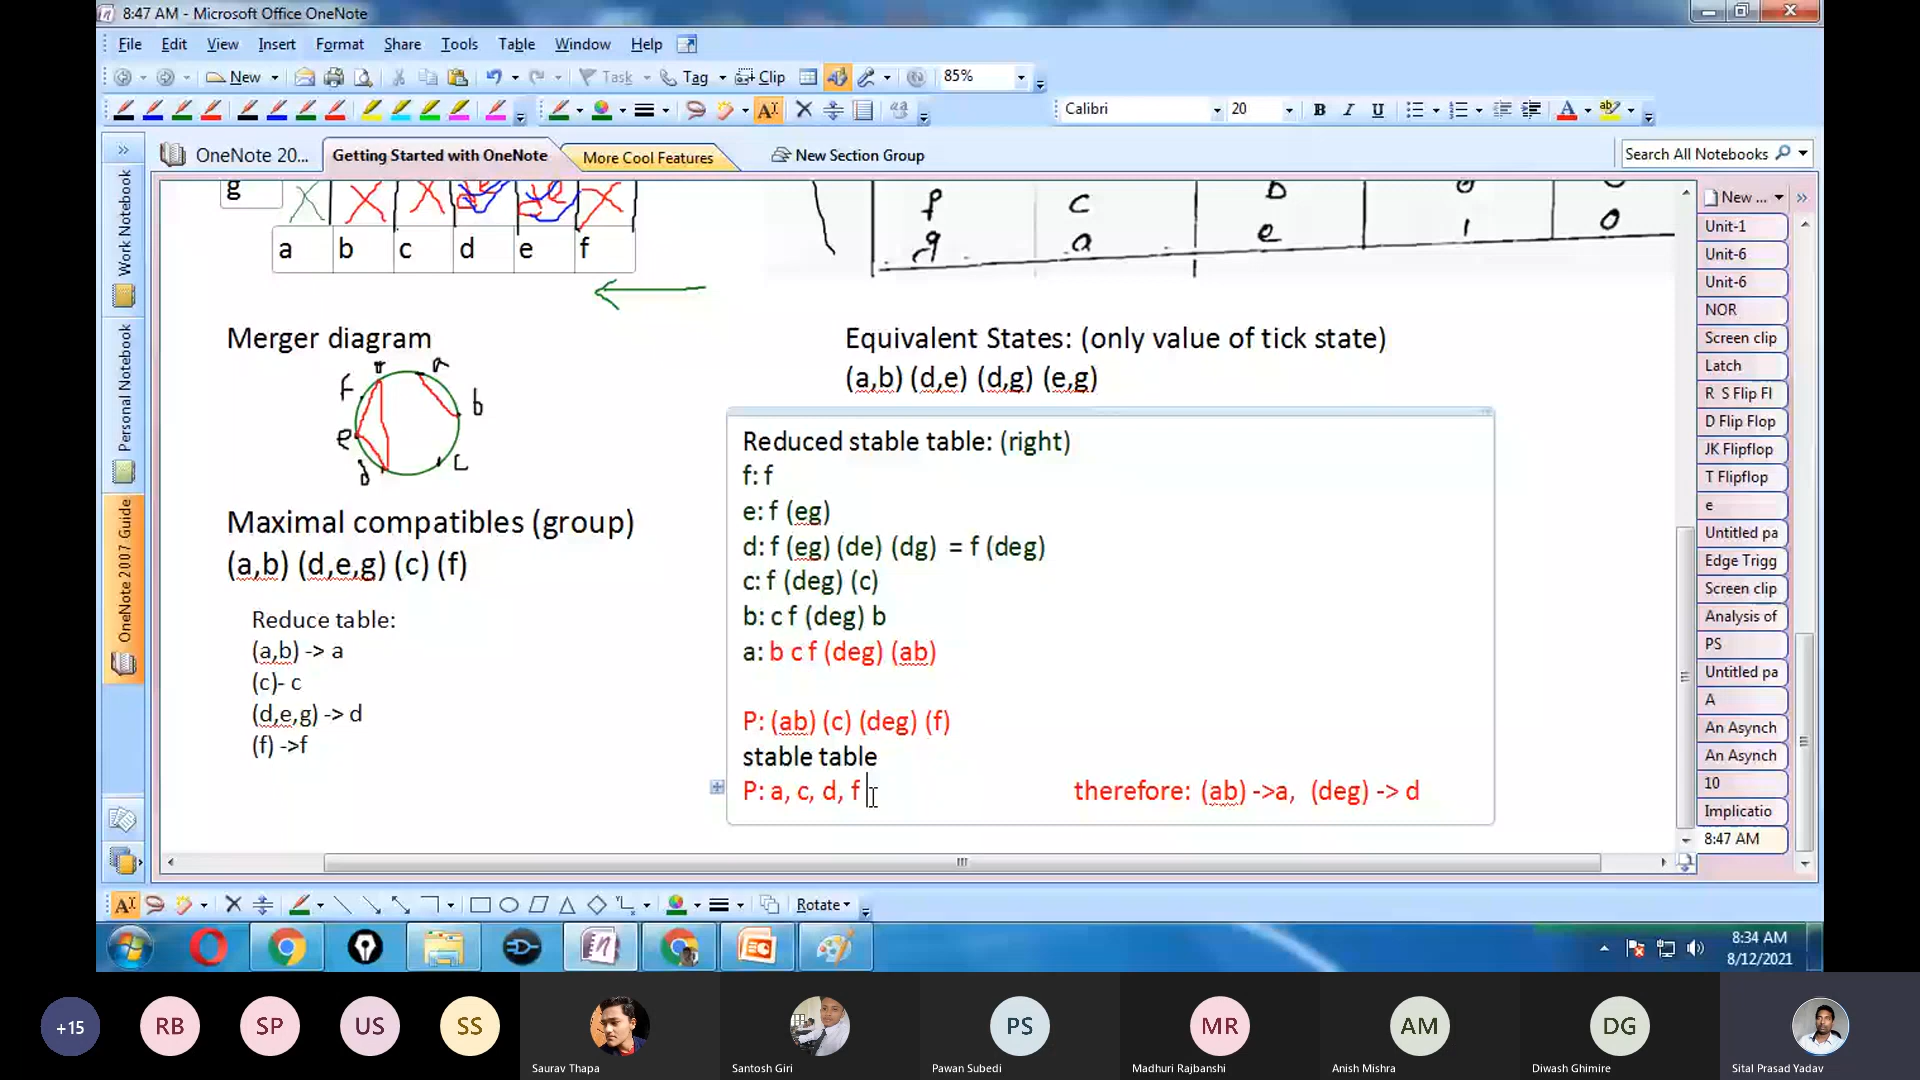 8:47 AM - Microsoft Office OneNote
File Edit View Insert Format Share Tools Table Window Help
New Task Tag Clip 85%
Calibri 20 B I U A
OneNote 20... Getting Started with OneNote More Cool Features New Section Group Search All Notebooks
Work Notebook
Personal Notebook
OneNote 2007 Guide
g X X X X
a b c d e f
f c b 0
g a e 1 0
Merger diagram
g a
f b
e c
d
Maximal compatibles (group)
(a,b) (d,e,g) (c) (f)
Reduce table:
(a,b) -> a
(c)- c
(d,e,g) -> d
(f) ->f
Equivalent States: (only value of tick state)
(a,b) (d,e) (d,g) (e,g)
Reduced stable table: (right)
f: f
e: f (eg)
d: f (eg) (de) (dg) = f (deg)
c: f (deg) (c)
b: c f (deg) b
a: b c f (deg) (ab)
P: (ab) (c) (deg) (f)
stable table
P: a, c, d, f therefore: (ab) ->a, (deg) -> d
New ...
Unit-1
Unit-6
Unit-6
NOR
Screen clip
Latch
R S Flip Fl
D Flip Flop
JK Flipflop
T Flipflop
e
Untitled pa
Edge Trigg
Screen clip
Analysis of
PS
Untitled pa
A
An Asynch
An Asynch
10
Implicatio
8:47 AM
Rotate
8:34 AM
8/12/2021
+15 RB SP US SS PS MR AM DG
Saurav Thapa Santosh Giri Pawan Subedi Madhuri Rajbanshi Anish Mishra Diwash Ghimire Sital Prasad Yadav